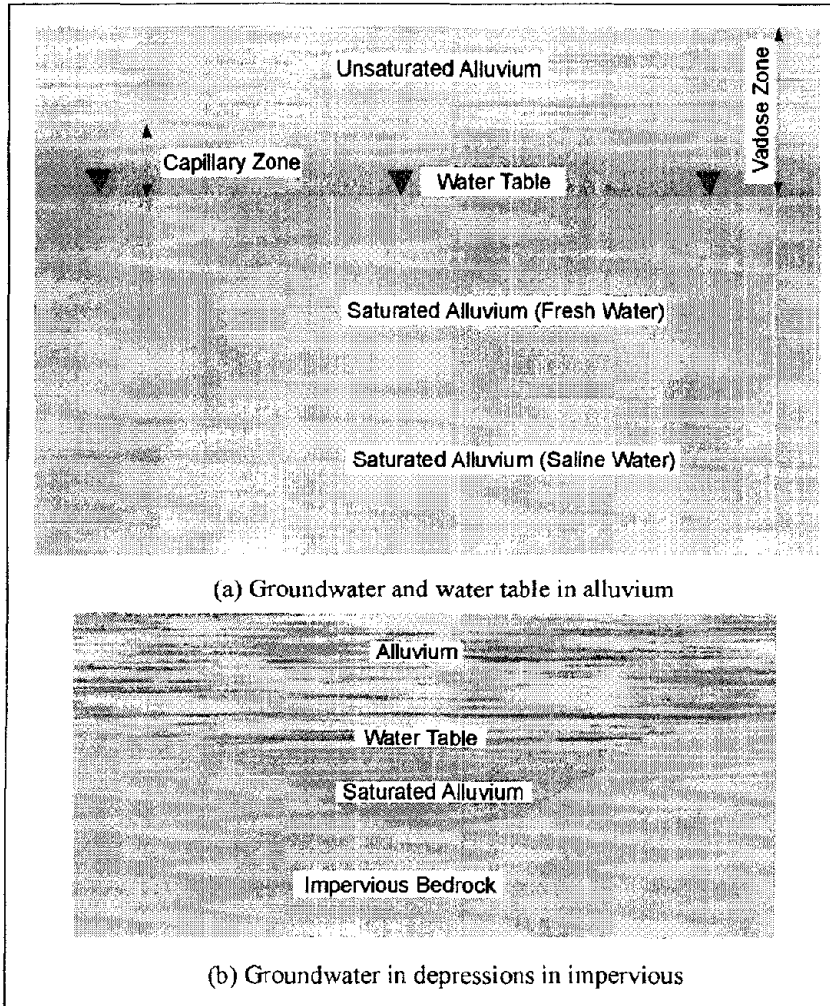 Unsaturated Alluvium
Vadose Zone
Capillary Zone
Water Table
Saturated Alluvium (Fresh Water)
Saturated Alluvium (Saline Water)
(a) Groundwater and water table in alluvium
Alluvium
Water Table
Saturated Alluvium
Impervious Bedrock
(b) Groundwater in depressions in impervious